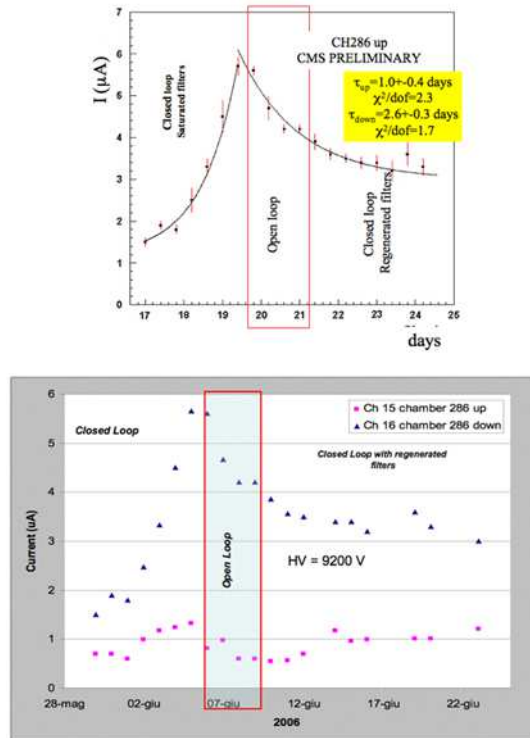 CH286 up
CMS PRELIMINARY
τup=1.0+-0.4 days
χ²/dof=2.3
τdown=2.6+-0.3 days
χ²/dof=1.7
I (μA)
7
6
5
4
3
2
1
0
Closed loop
Saturated filters
Open loop
Closed loop
Regenerated filters
17 18 19 20 21 22 23 24 25
days
6
5
4
3
2
1
0
Current (uA)
Closed Loop
Open Loop
Ch 15 chamber 286 up
Ch 16 chamber 286 down
Closed Loop with regenerated
filters
HV = 9200 V
28-mag 02-giu 07-giu 12-giu 17-giu 22-giu
2006